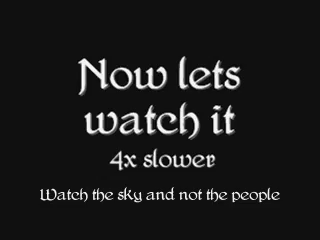 Now lets
watch it
4x slower
Watch the sky and not the people